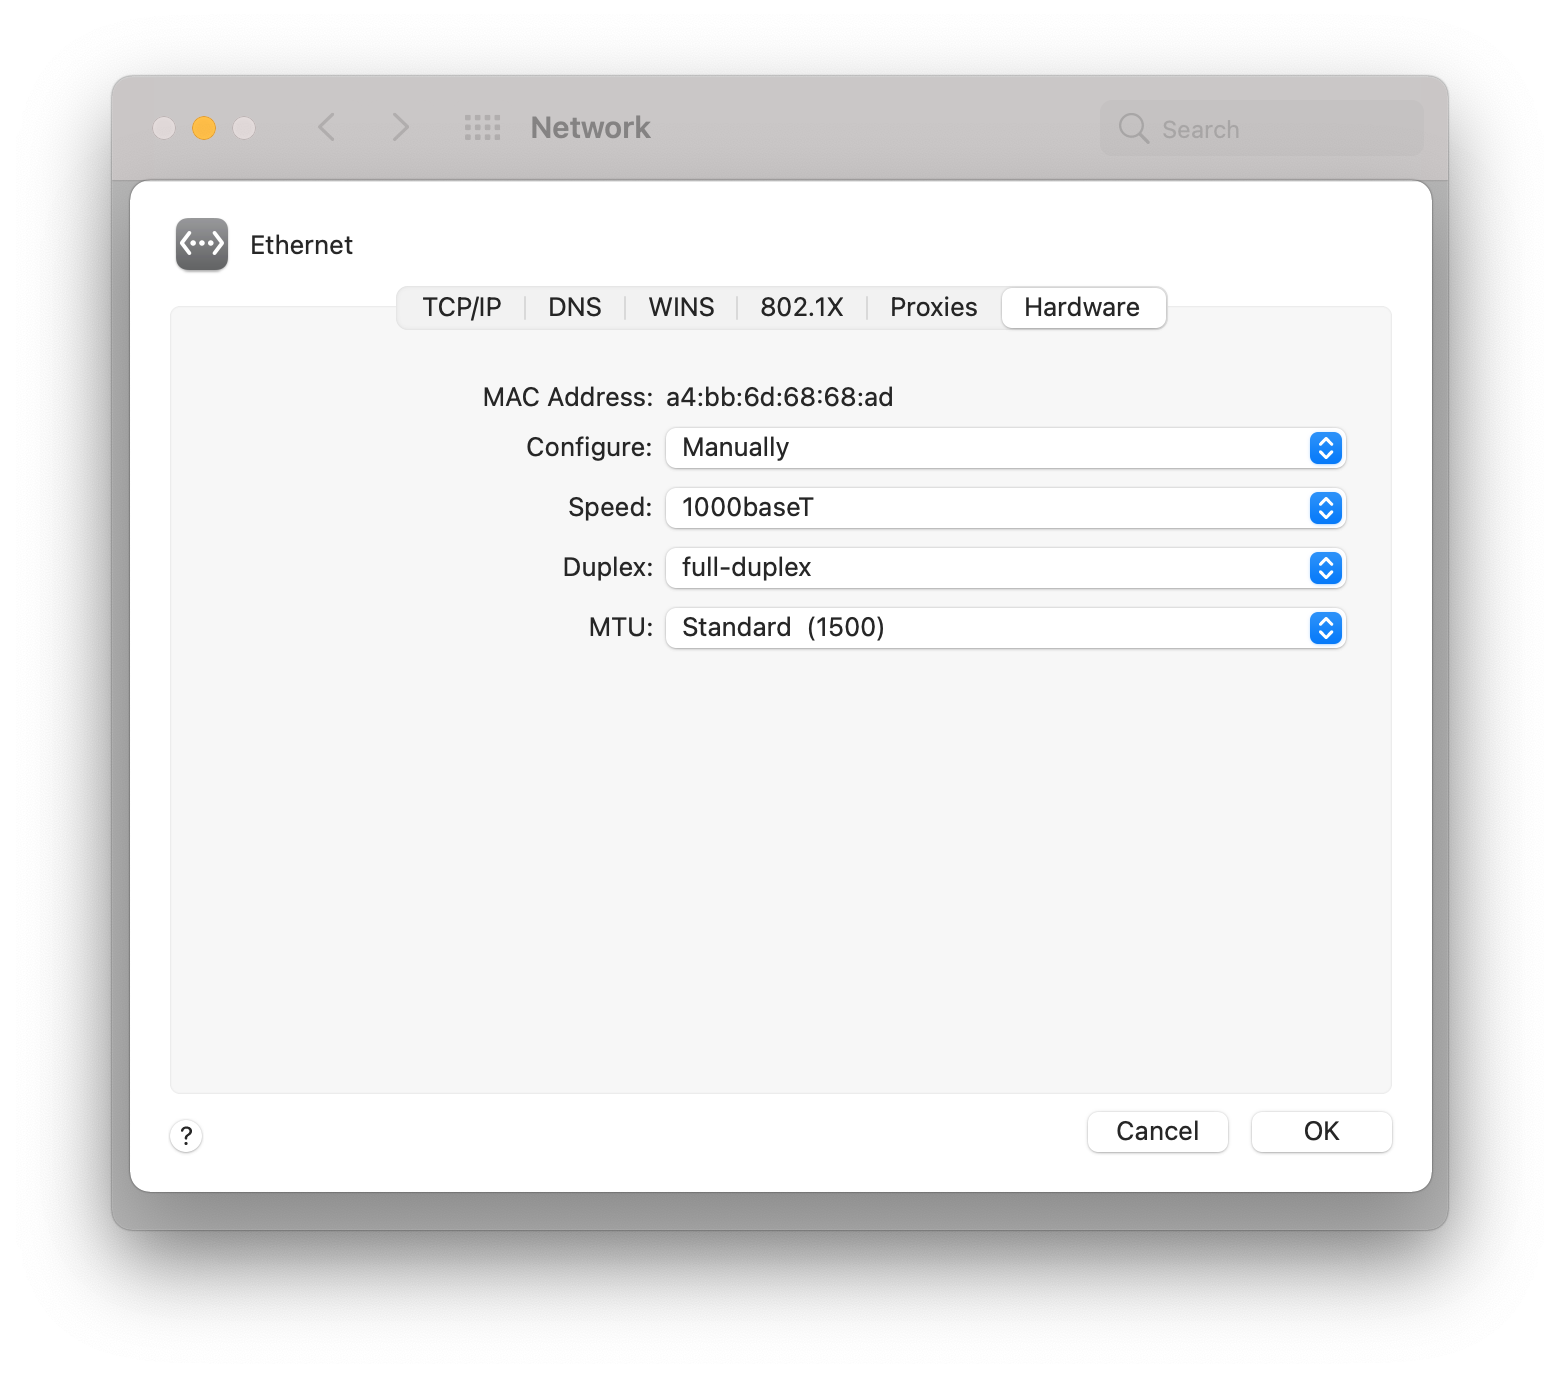 Network
Search
Ethernet
TCP/IP DNS WINS 802.1X Proxies Hardware
MAC Address: a4:bb:6d:68:68:ad
Configure: Manually
Speed: 1000baseT
Duplex: full-duplex
MTU: Standard (1500)
? Cancel OK